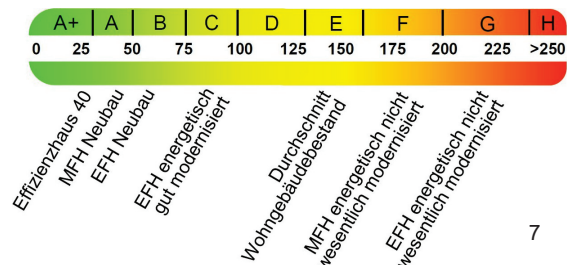 A+ A B C D E F G H
0 25 50 75 100 125 150 175 200 225 >250
Effizienzhaus 40
MFH Neubau
EFH Neubau
EFH energetisch
gut modernisiert
Durchschnitt
Wohngebäudebestand
MFH energetisch nicht
wesentlich modernisiert
EFH energetisch nicht
wesentlich modernisiert
7